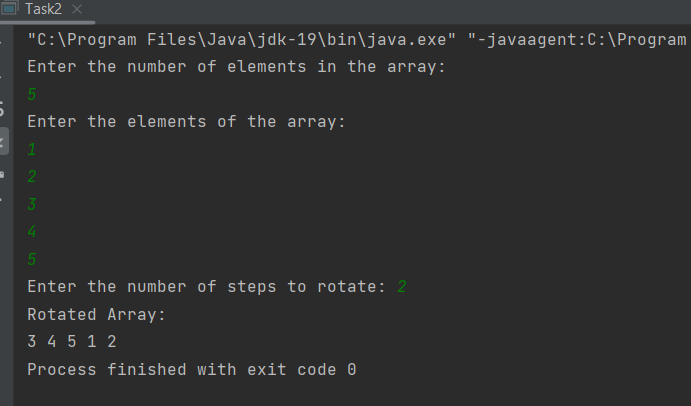 Task2
"C:\Program Files\Java\jdk-19\bin\java.exe" "-javaagent:C:\Program
Enter the number of elements in the array:
5
Enter the elements of the array:
1
2
3
4
5
Enter the number of steps to rotate: 2
Rotated Array:
3 4 5 1 2
Process finished with exit code 0